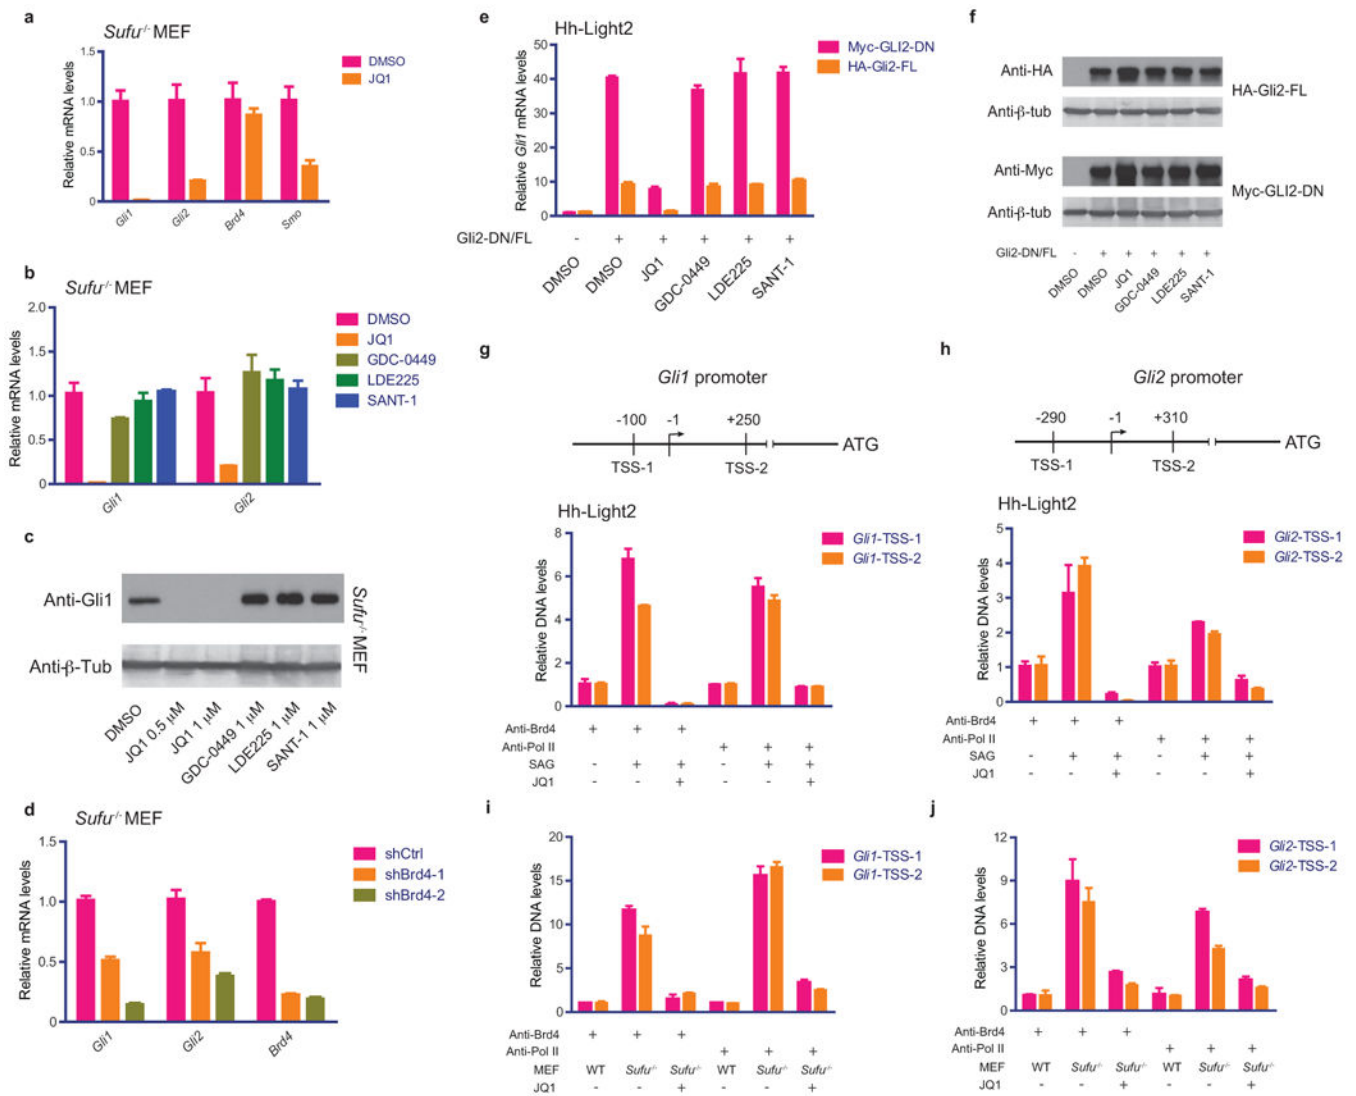 a
Sufu-/- MEF
Relative mRNA levels
1.5
1.0
0.5
0
Gli1
Gli2
Brd4
Smo
DMSO
JQ1
b
Sufu-/- MEF
Relative mRNA levels
2.0
1.5
1.0
0.5
0
Gli1
Gli2
DMSO
JQ1
GDC-0449
LDE225
SANT-1
c
Anti-Gli1
Anti-β-Tub
Sufu-/- MEF
DMSO
JQ1 0.5 μM
JQ1 1 μM
GDC-0449 1 μM
LDE225 1 μM
SANT-1 1 μM
d
Sufu-/- MEF
Relative mRNA levels
1.5
1.0
0.5
0
Gli1
Gli2
Brd4
shCtrl
shBrd4-1
shBrd4-2
e
Hh-Light2
Relative Gli1 mRNA levels
50
40
30
20
10
0
Myc-GLI2-DN
HA-Gli2-FL
Gli2-DN/FL - + + + + +
DMSO
DMSO
JQ1
GDC-0449
LDE225
SANT-1
f
Anti-HA
Anti-β-tub
HA-Gli2-FL
Anti-Myc
Anti-β-tub
Myc-GLI2-DN
Gli2-DN/FL - + + + + +
DMSO
DMSO
JQ1
GDC-0449
LDE225
SANT-1
g
Gli1 promoter
-100 -1 +250
TSS-1 TSS-2
ATG
Hh-Light2
Relative DNA levels
8
6
4
2
0
Gli1-TSS-1
Gli1-TSS-2
Anti-Brd4 + + +
Anti-Pol II + + +
SAG - + + - + +
JQ1 - - + - - +
h
Gli2 promoter
-290 -1 +310
TSS-1 TSS-2
ATG
Hh-Light2
Relative DNA levels
5
4
3
2
1
0
Gli2-TSS-1
Gli2-TSS-2
Anti-Brd4 + + +
Anti-Pol II + + +
SAG - + + - + +
JQ1 - - + - - +
i
Relative DNA levels
20
15
10
5
0
Gli1-TSS-1
Gli1-TSS-2
Anti-Brd4 + + +
Anti-Pol II + + +
MEF WT Sufu-/- Sufu-/- WT Sufu-/- Sufu-/-
JQ1 - - + - - +
j
Relative DNA levels
12
9
6
3
0
Gli2-TSS-1
Gli2-TSS-2
Anti-Brd4 + + +
Anti-Pol II + + +
MEF WT Sufu-/- Sufu-/- WT Sufu-/- Sufu-/-
JQ1 - - + - - +